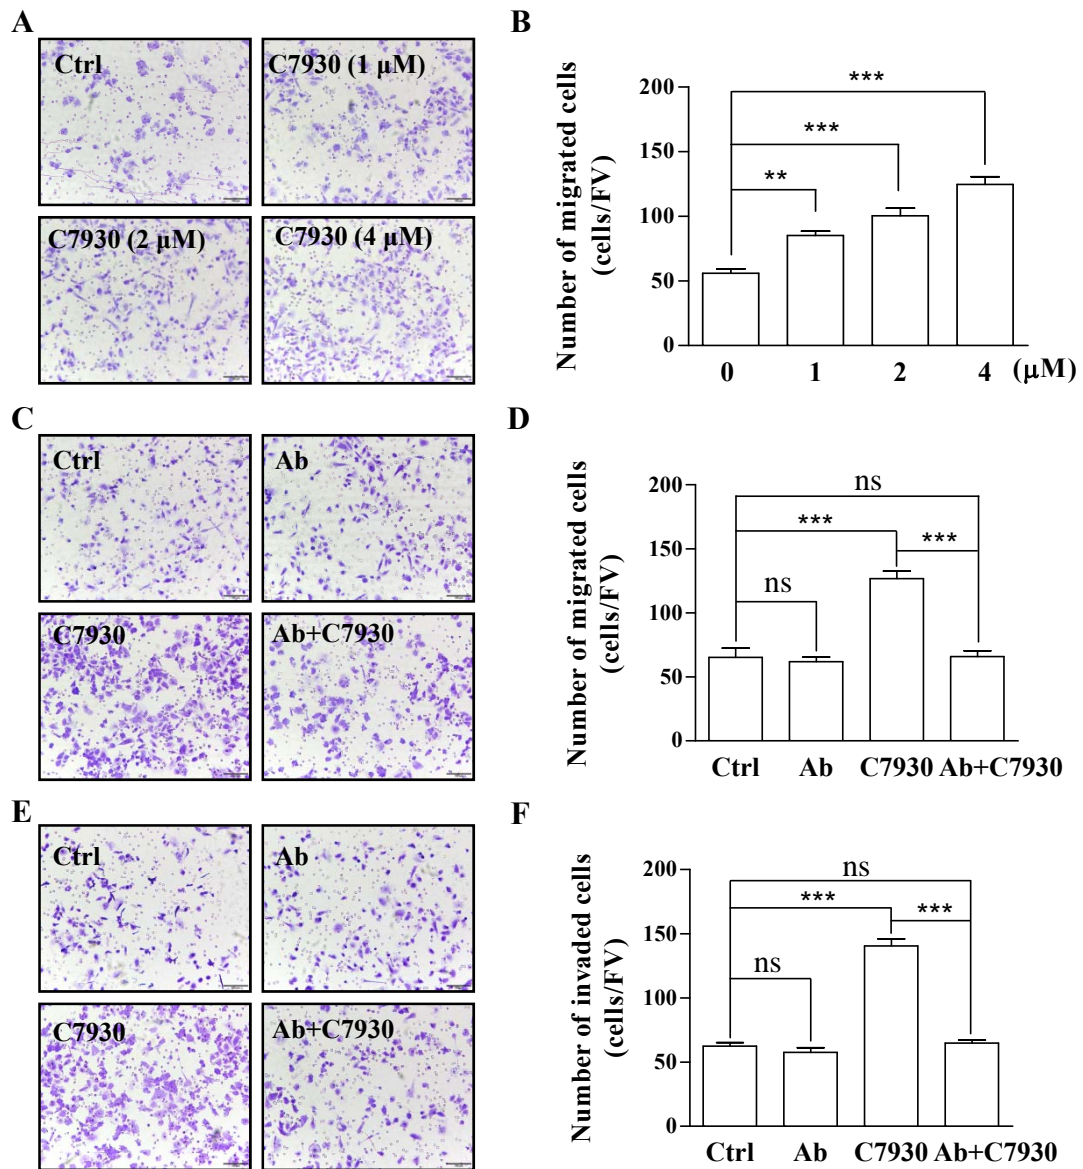 A
Ctrl
C7930 (1 μM)
C7930 (2 μM)
C7930 (4 μM)
B
Number of migrated cells
(cells/FV)
200
150
100
50
0
***
***
**
0 1 2 4 (μM)
C
Ctrl
Ab
C7930
Ab+C7930
D
Number of migrated cells
(cells/FV)
200
150
100
50
0
ns
***
***
ns
Ctrl Ab C7930 Ab+C7930
E
Ctrl
Ab
C7930
Ab+C7930
F
Number of invaded cells
(cells/FV)
200
150
100
50
0
ns
***
***
ns
Ctrl Ab C7930 Ab+C7930